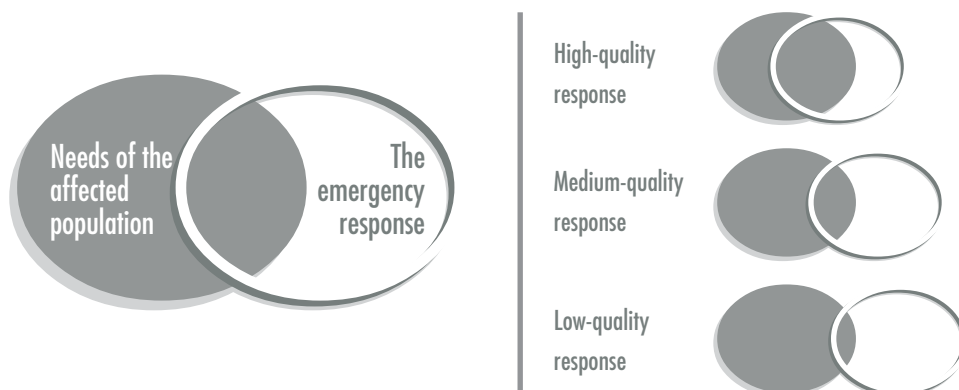 Needs of the
affected
population
The
emergency
response
High-quality
response
Medium-quality
response
Low-quality
response